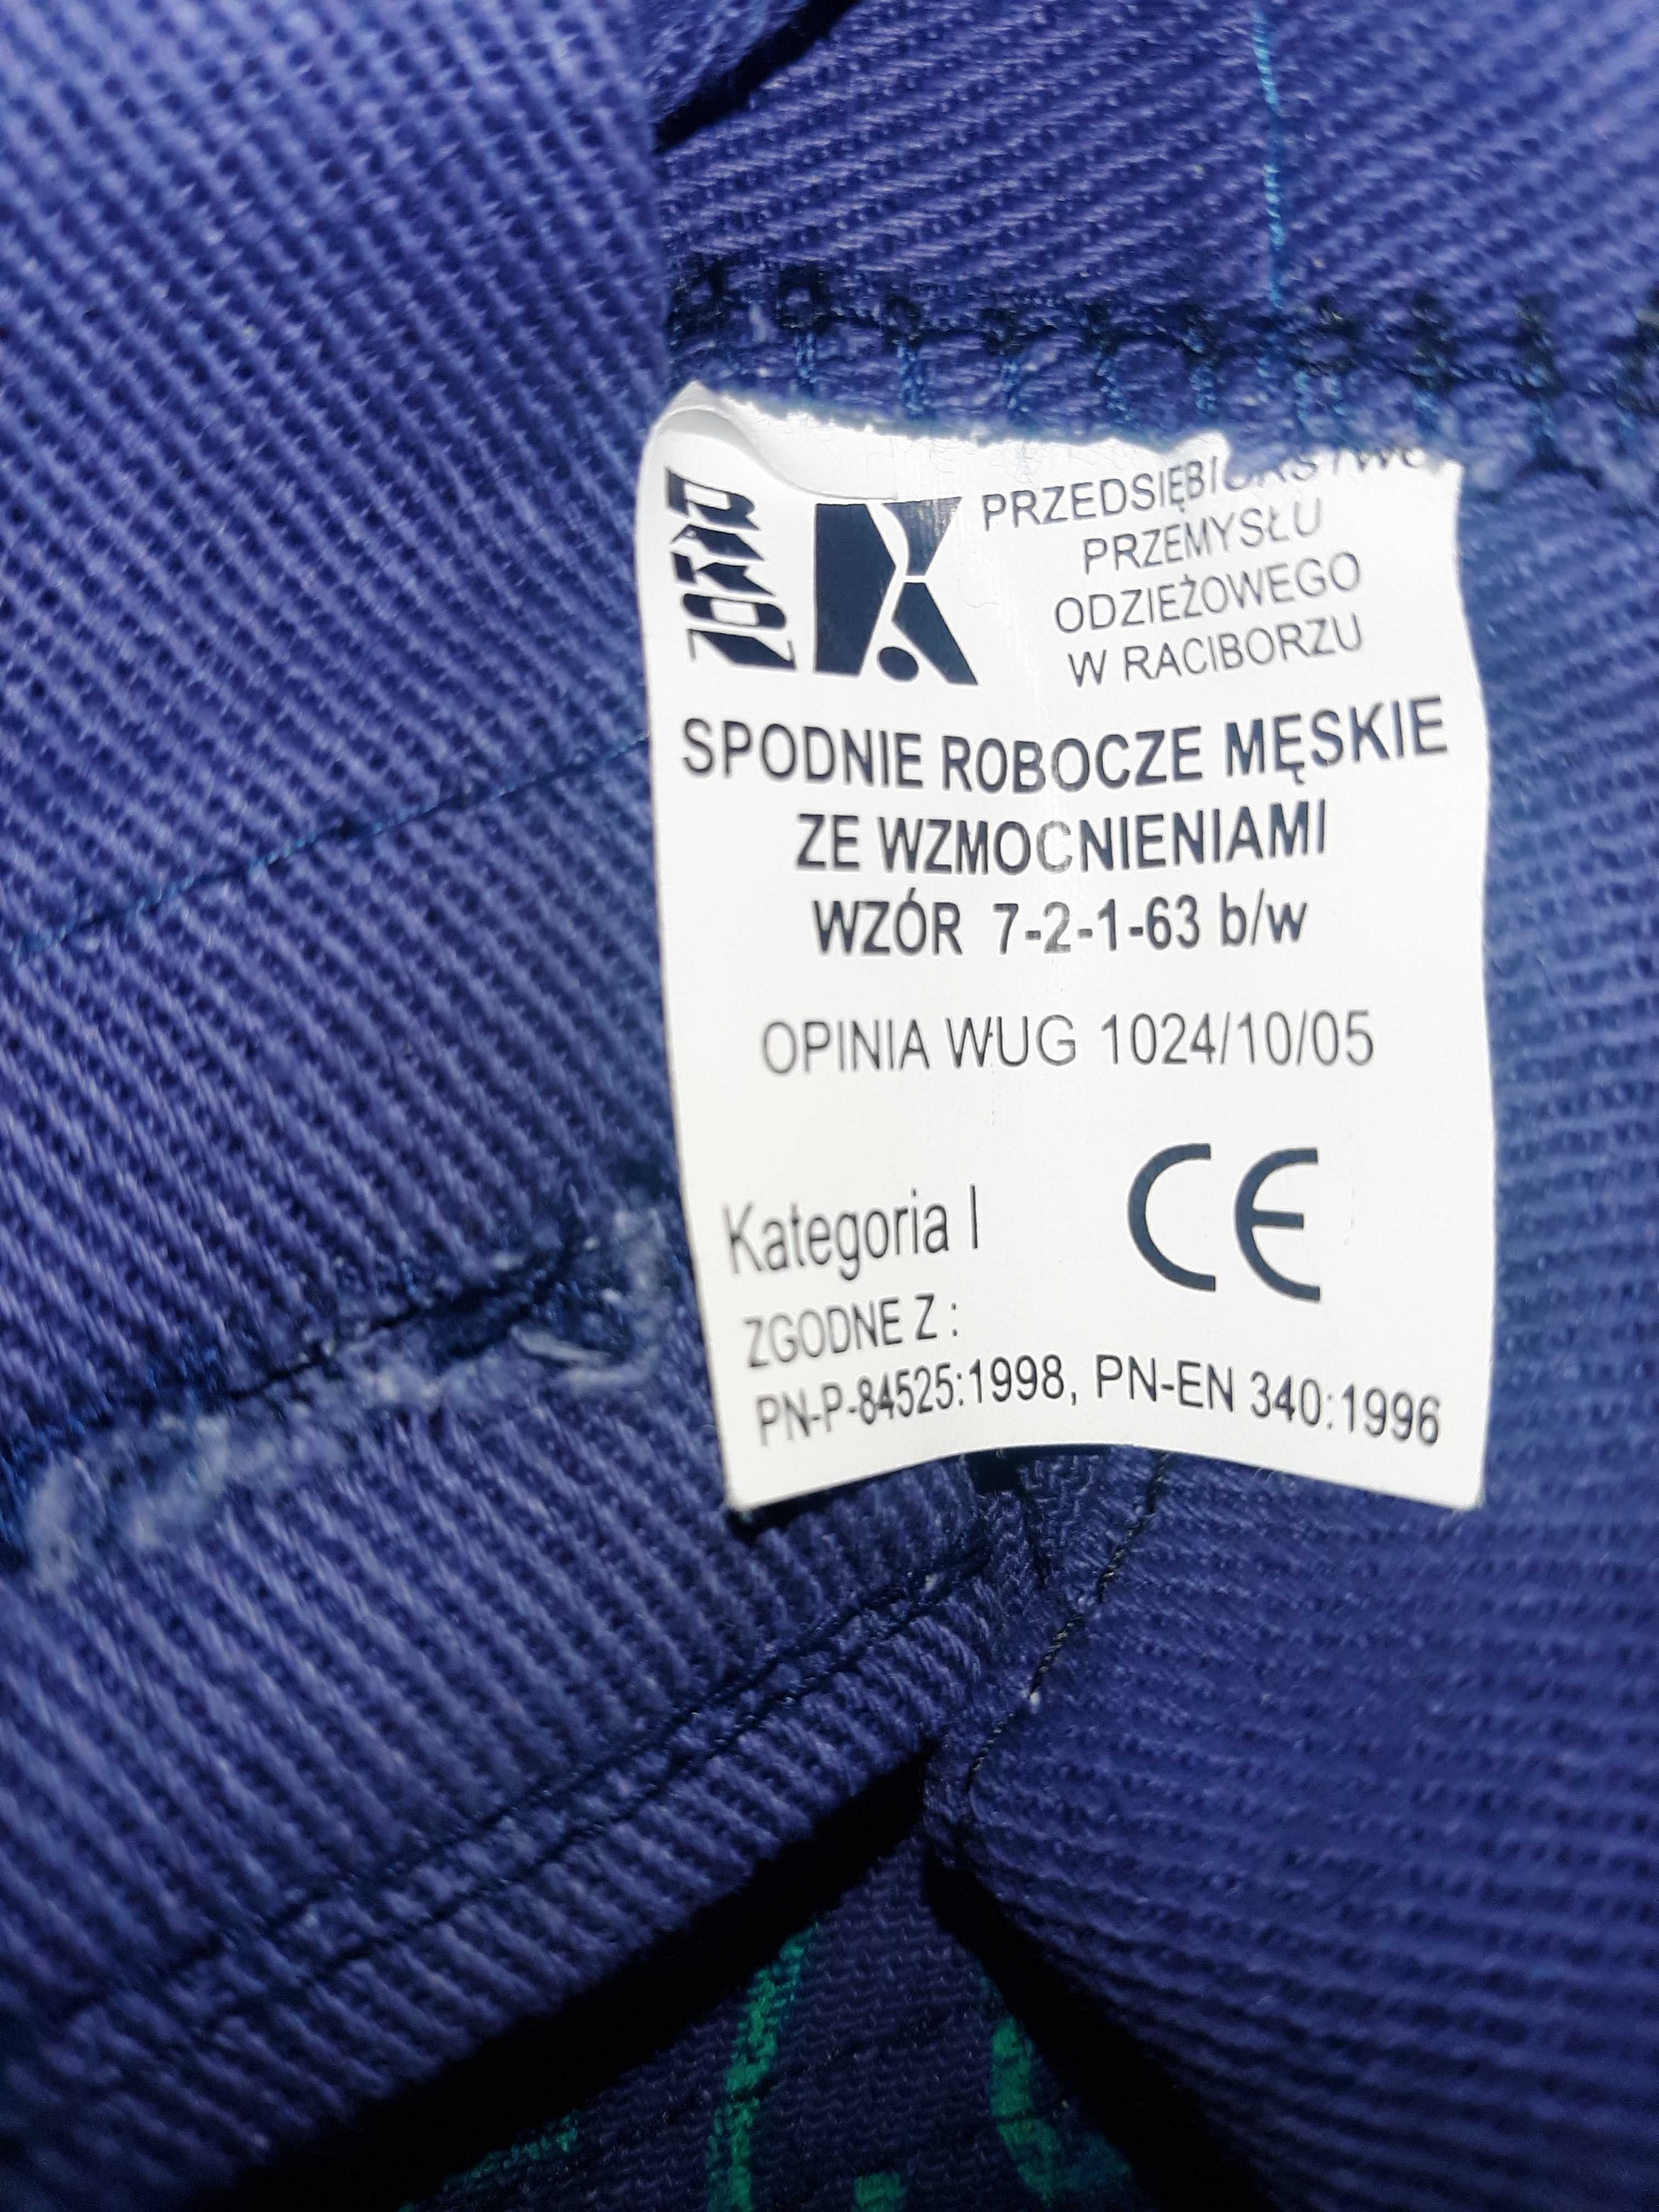 PRZEDSIĘBIORSTWO
PRZEMYSŁU
ODZIEŻOWEGO
W RACIBORZU
SPODNIE ROBOCZE MĘSKIE
ZE WZMOCNIENIAMI
WZÓR 7-2-1-63 b/w
OPINIA WUG 1024/10/05
Kategoria I CE
ZGODNE Z :
PN-P-84525:1998, PN-EN 340:1996